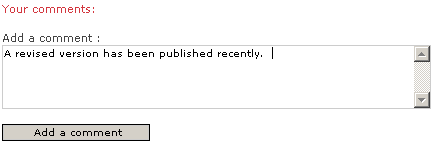 Your comments:
Add a comment :
A revised version has been published recently.
Add a comment